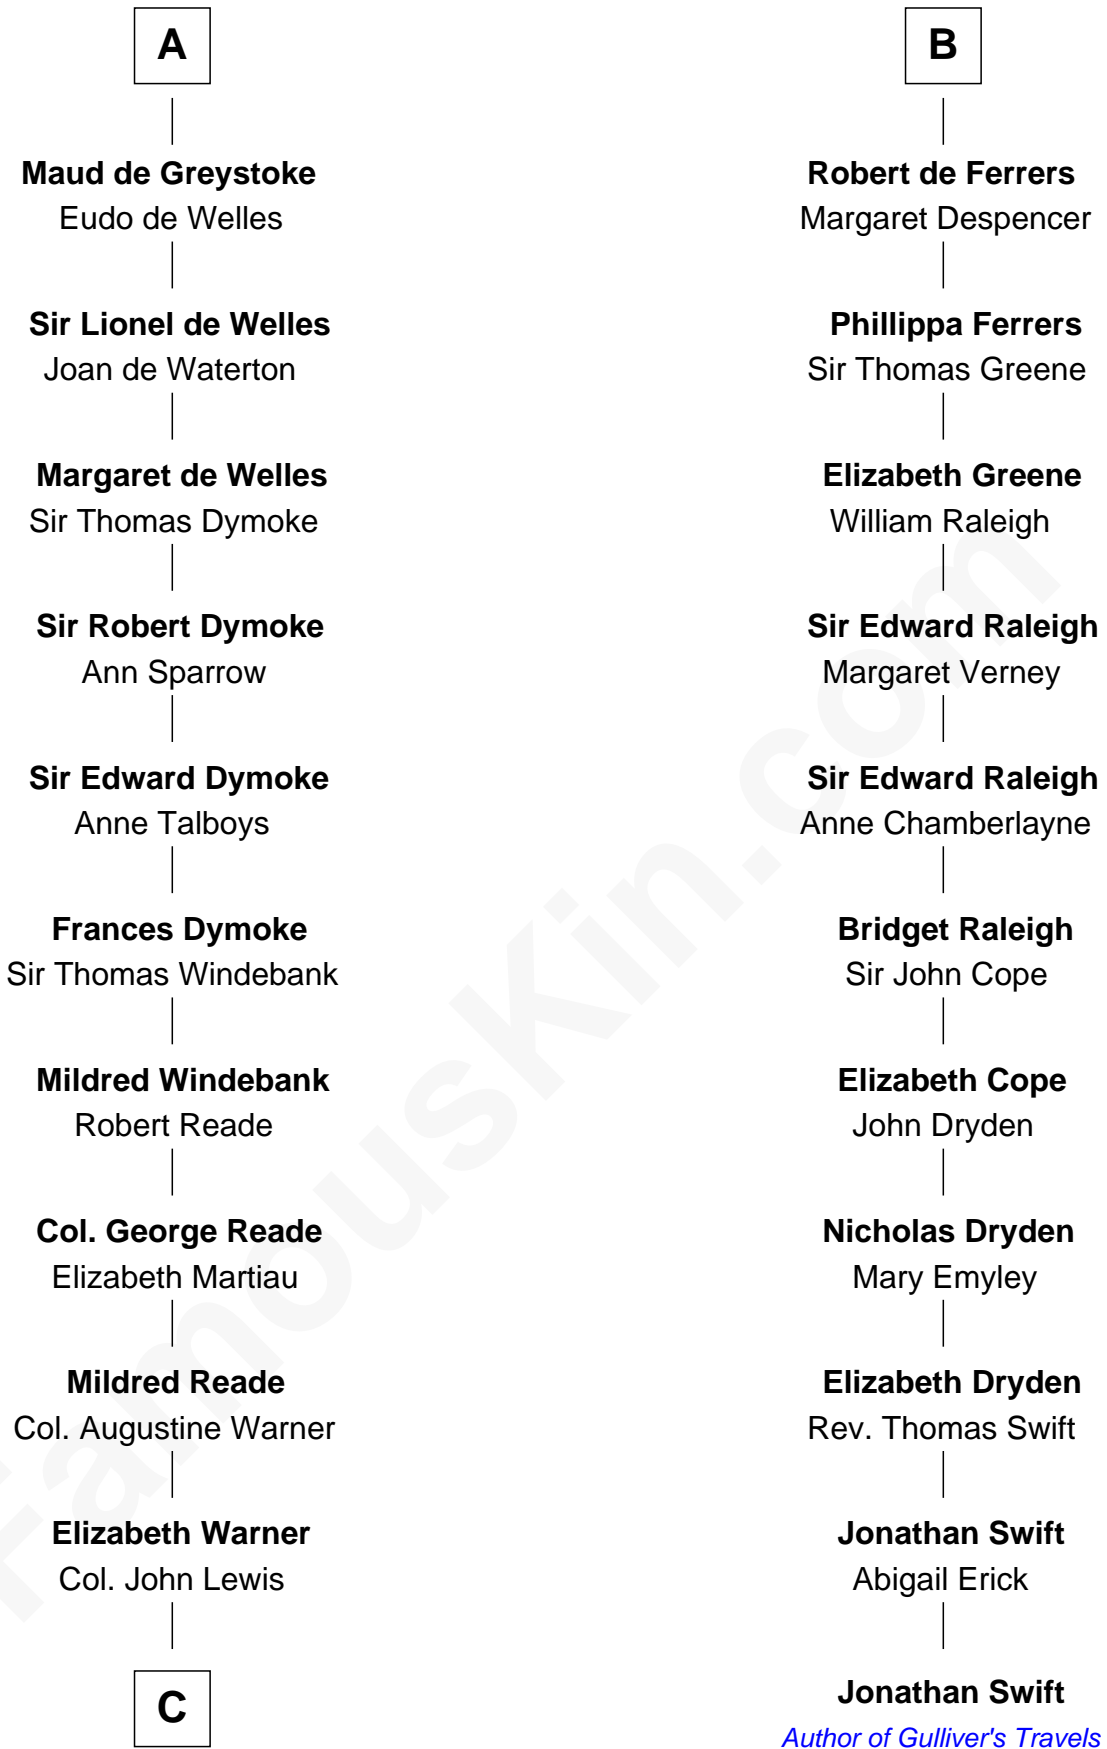 A
Maud de Greystoke
Eudo de Welles
Sir Lionel de Welles
Joan de Waterton
Margaret de Welles
Sir Thomas Dymoke
Sir Robert Dymoke
Ann Sparrow
Sir Edward Dymoke
Anne Talboys
Frances Dymoke
Sir Thomas Windebank
Mildred Windebank
Robert Reade
Col. George Reade
Elizabeth Martiau
Mildred Reade
Col. Augustine Warner
Elizabeth Warner
Col. John Lewis
C
B
Robert de Ferrers
Margaret Despencer
Phillippa Ferrers
Sir Thomas Greene
Elizabeth Greene
William Raleigh
Sir Edward Raleigh
Margaret Verney
Sir Edward Raleigh
Anne Chamberlayne
Bridget Raleigh
Sir John Cope
Elizabeth Cope
John Dryden
Nicholas Dryden
Mary Emyley
Elizabeth Dryden
Rev. Thomas Swift
Jonathan Swift
Abigail Erick
Jonathan Swift
Author of Gulliver's Travels
FamousKin.com